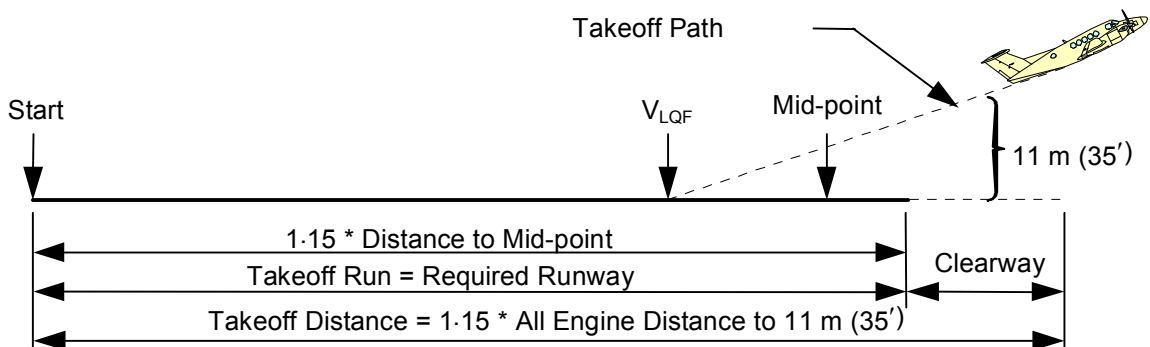 Takeoff Path
Start
V_LQF
Mid-point
11 m (35′)
1·15 * Distance to Mid-point
Takeoff Run = Required Runway
Clearway
Takeoff Distance = 1·15 * All Engine Distance to 11 m (35′)